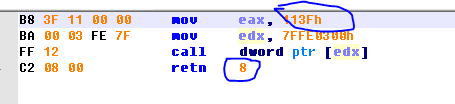 B8 3F 11 00 00 mov eax, 113Fh
BA 00 03 FE 7F mov edx, 7FFE0300h
FF 12 call dword ptr [edx]
C2 08 00 retn 8